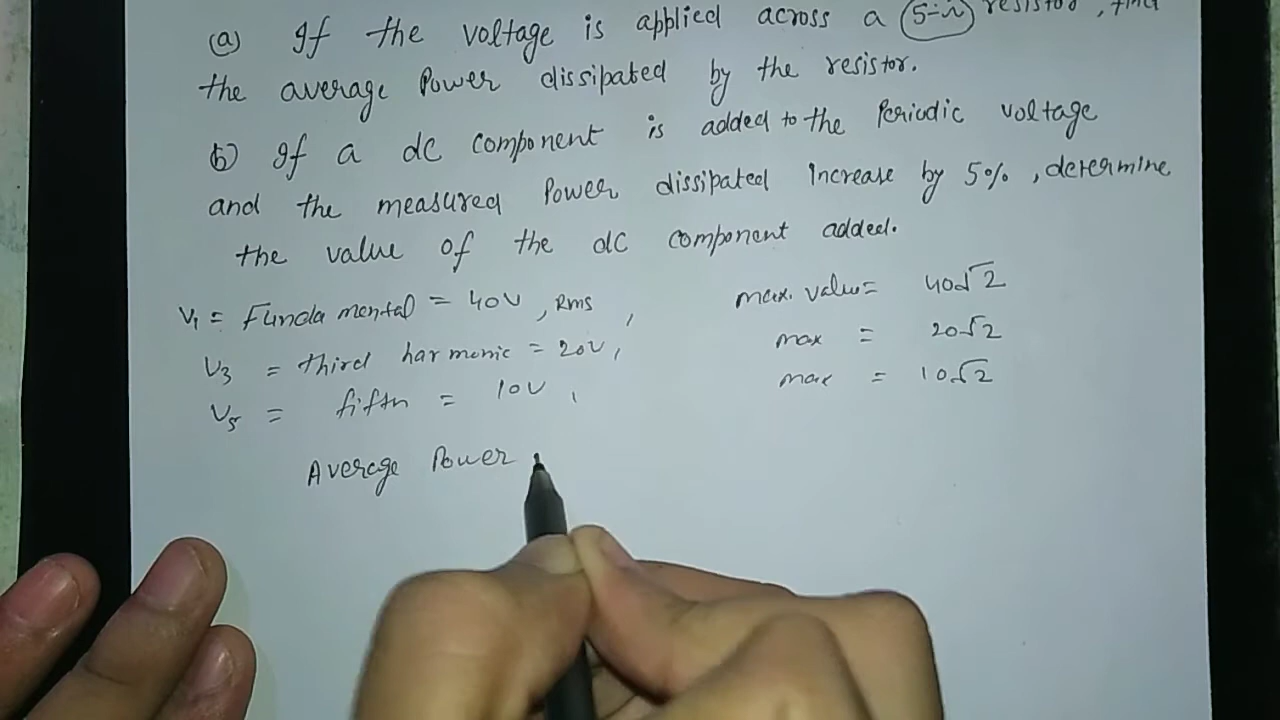 (a) If the voltage is applied across a 5-Ω resistor, find
the average Power dissipated by the resistor.
(b) If a dc component is added to the Periodic voltage
and the measured Power dissipated Increase by 5%, determine
the value of the dc component added.
V₁ = Fundamental = 40V, Rms, max. value = 40√2
V₃ = third harmonic = 20V, max = 20√2
V₅ = fifth = 10V, max = 10√2
Average Power